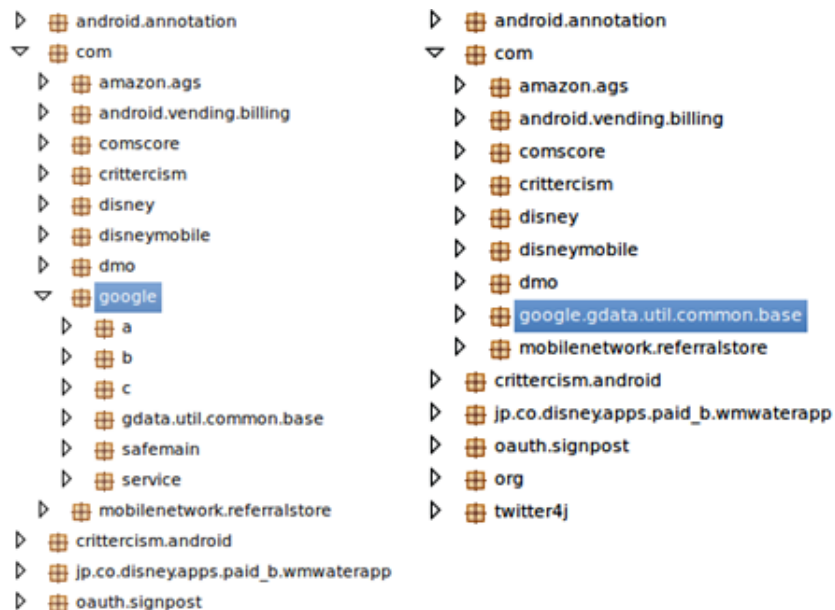 android.annotation
com
amazon.ags
android.vending.billing
comscore
crittercism
disney
disneymobile
dmo
google
a
b
c
gdata.util.common.base
safemain
service
mobilenetwork.referralstore
crittercism.android
jp.co.disney.apps.paid_b.wmwaterapp
oauth.signpost
android.annotation
com
amazon.ags
android.vending.billing
comscore
crittercism
disney
disneymobile
dmo
google.gdata.util.common.base
mobilenetwork.referralstore
crittercism.android
jp.co.disney.apps.paid_b.wmwaterapp
oauth.signpost
org
twitter4j